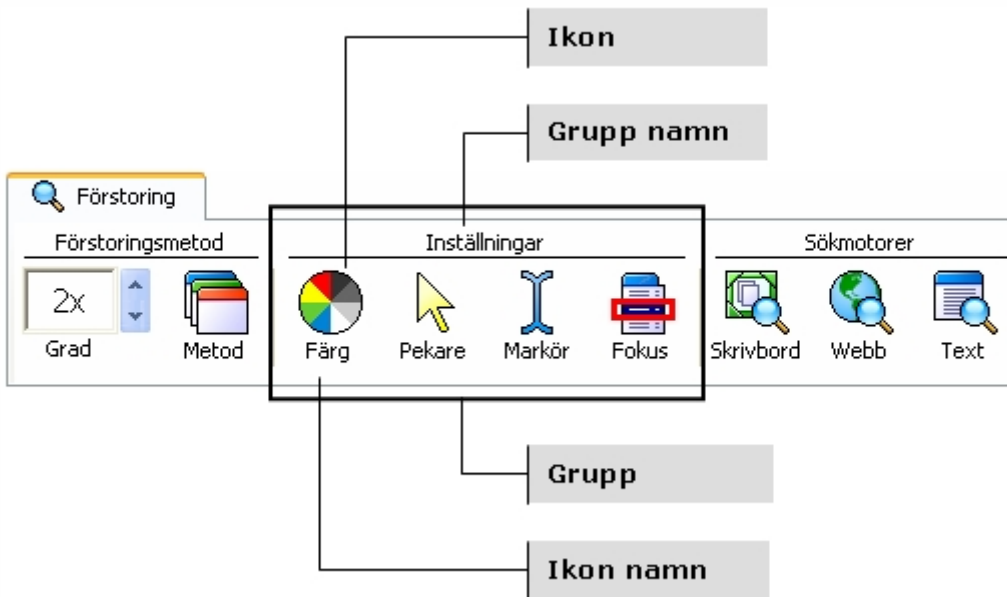 Ikon
Grupp namn
Förstoring
Förstoringsmetod
Inställningar
Sökmotorer
2x
Grad
Metod
Färg
Pekare
Markör
Fokus
Skrivbord
Webb
Text
Grupp
Ikon namn